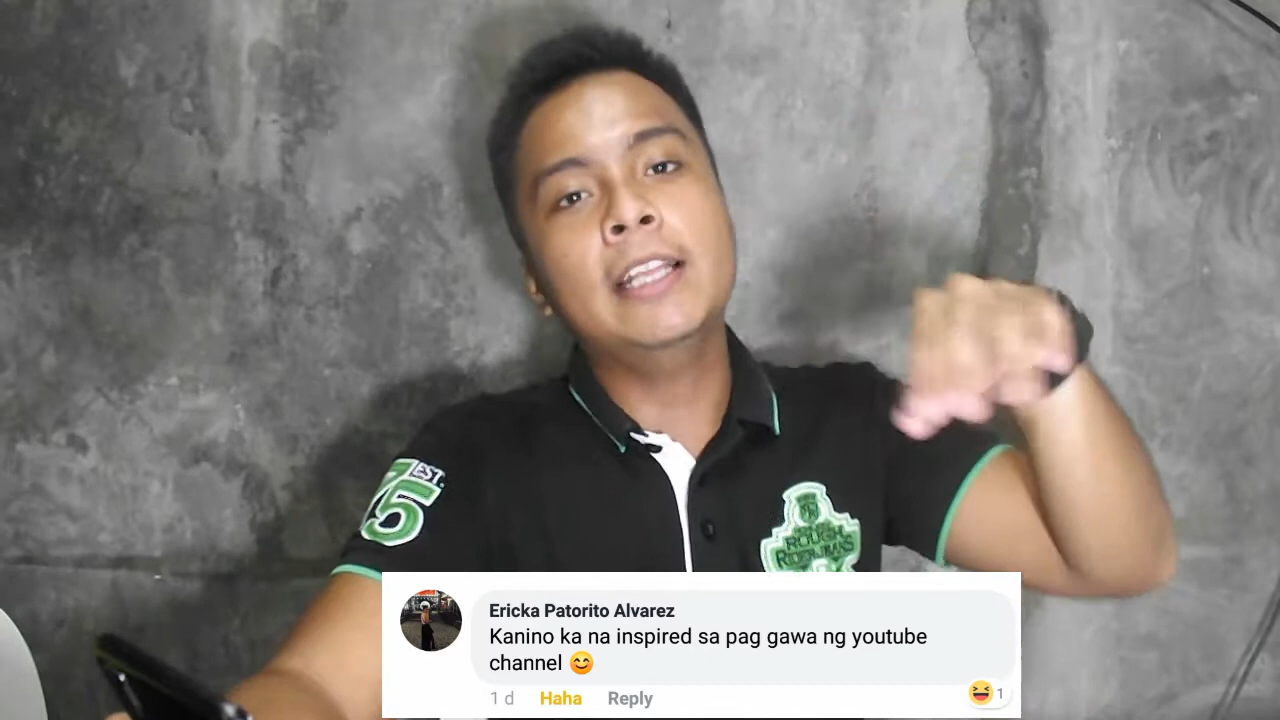 75
EST.
ROUGH
Ericka Patorito Alvarez
Kanino ka na inspired sa pag gawa ng youtube
channel 😊
1 d Haha Reply
1